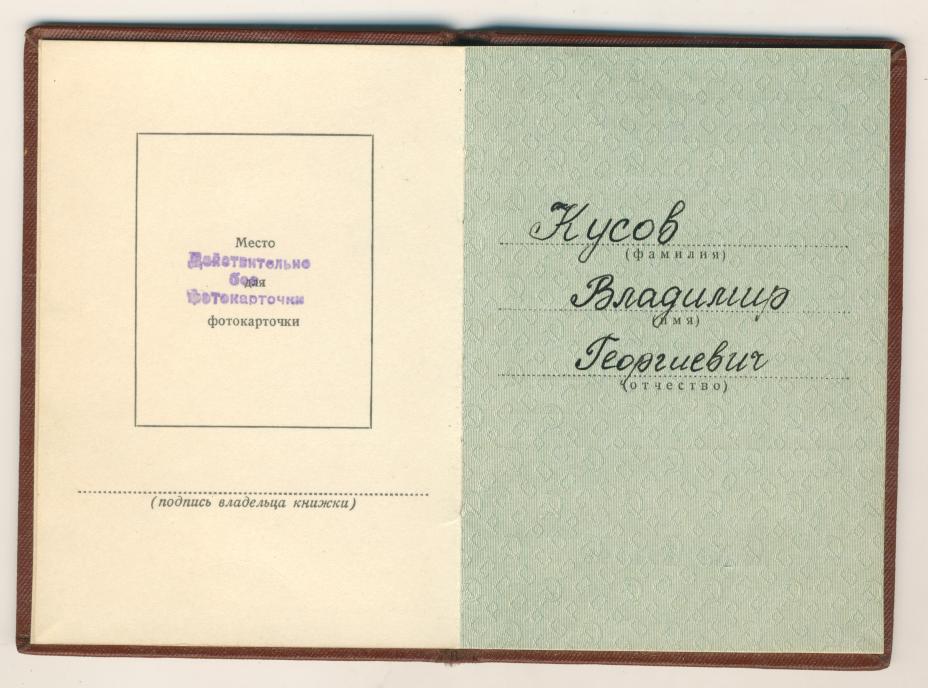 Место
Действительно
без
для
фотокарточки
фотокарточки
(подпись владельца книжки)
Кусов
(фамилия)
Владимир
(имя)
Георгиевич
(отчество)